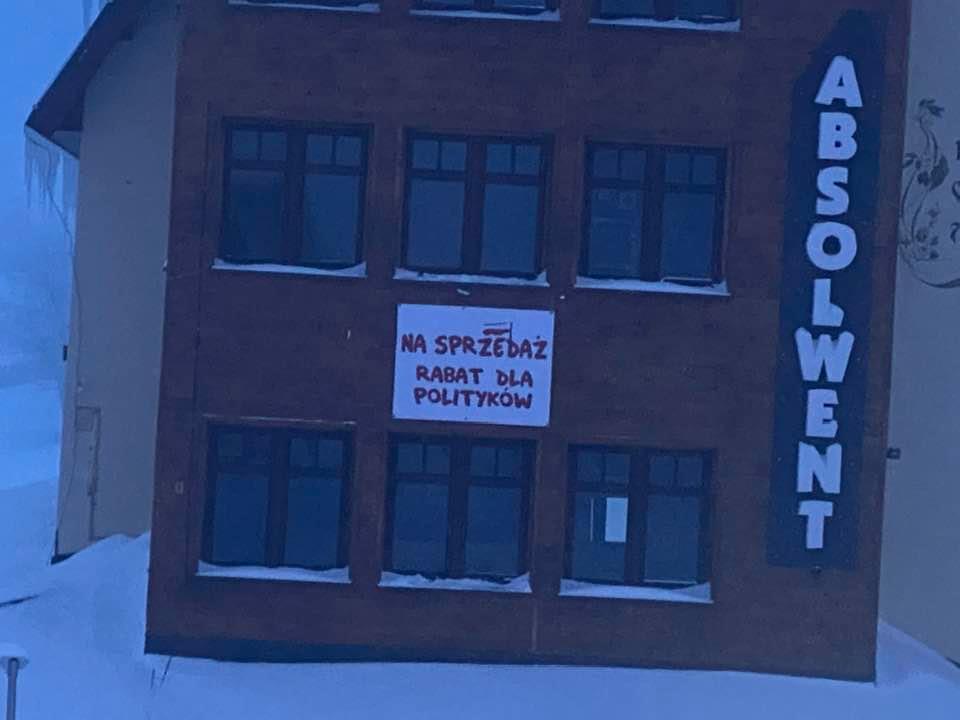 ABSOLWENT
NA SPRZEDAŻ
RABAT DLA
POLITYKÓW